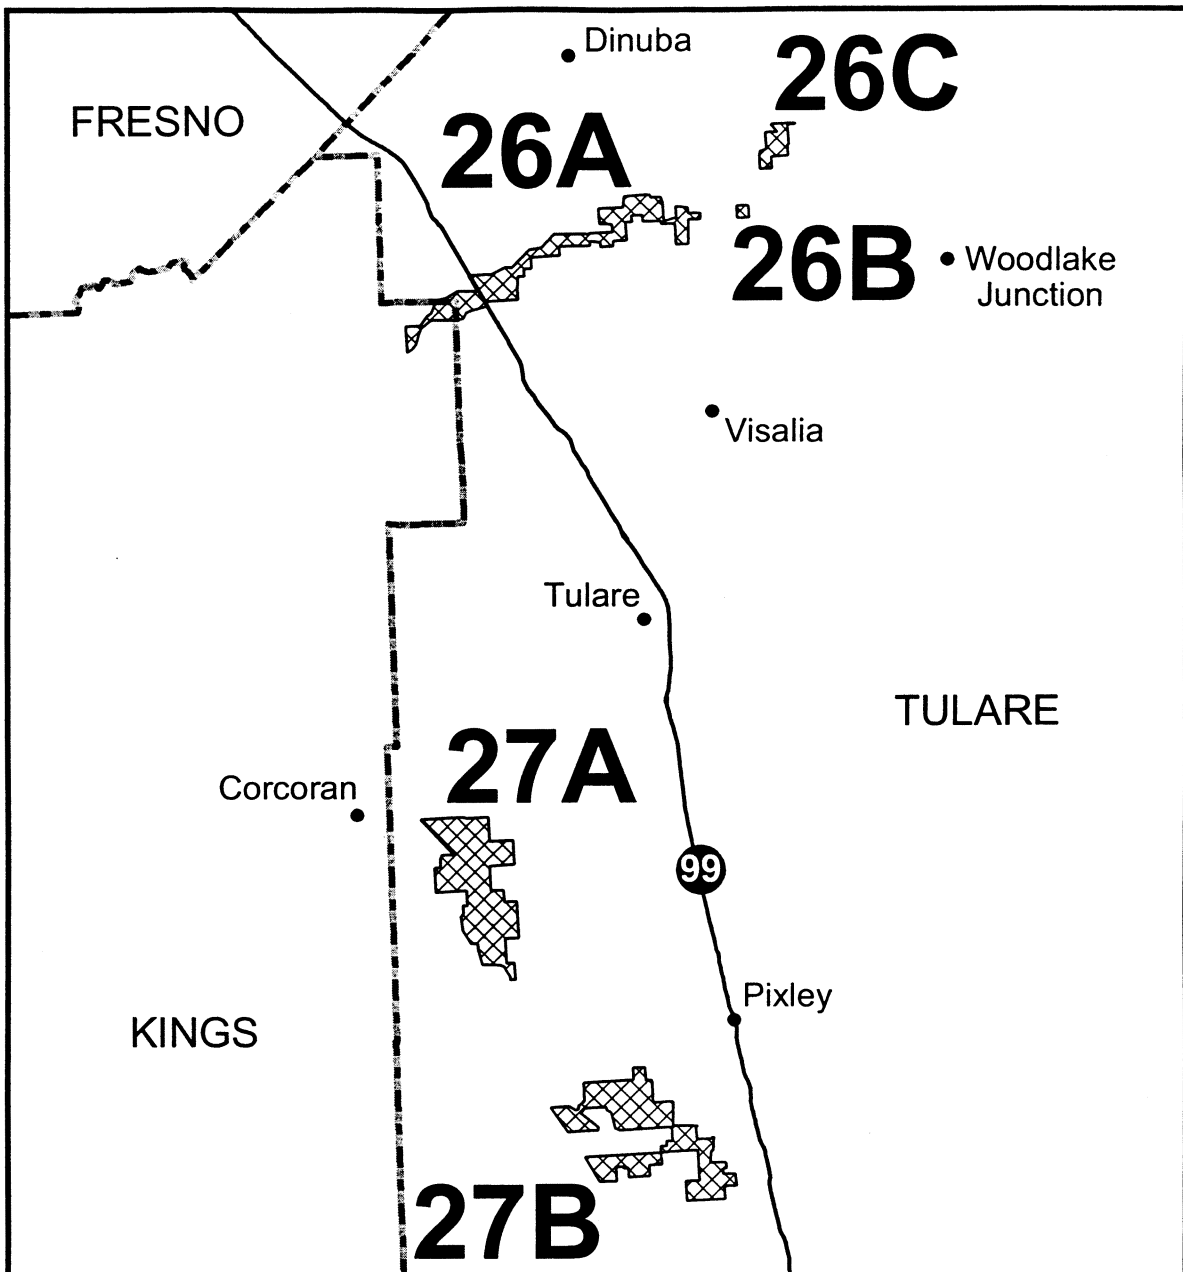 Dinuba
26C
FRESNO
26A
26B
Woodlake
Junction
Visalia
Tulare
TULARE
27A
Corcoran
99
Pixley
KINGS
27B